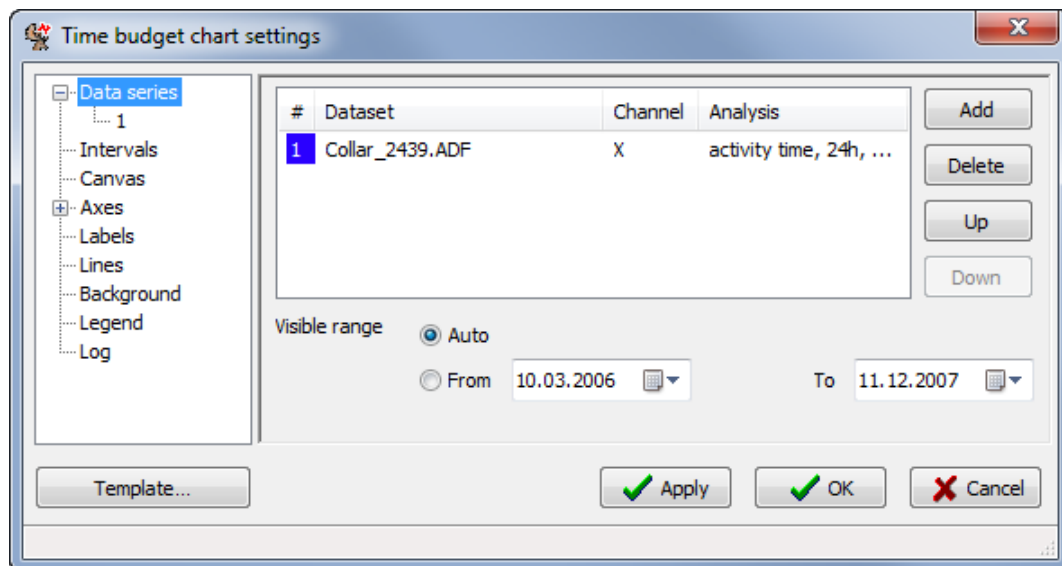 Time budget chart settings
Data series
1
Intervals
Canvas
Axes
Labels
Lines
Background
Legend
Log
# Dataset Channel Analysis
1 Collar_2439.ADF X activity time, 24h, ...
Add
Delete
Up
Down
Visible range
Auto
From 10.03.2006 To 11.12.2007
Template...
Apply
OK
Cancel